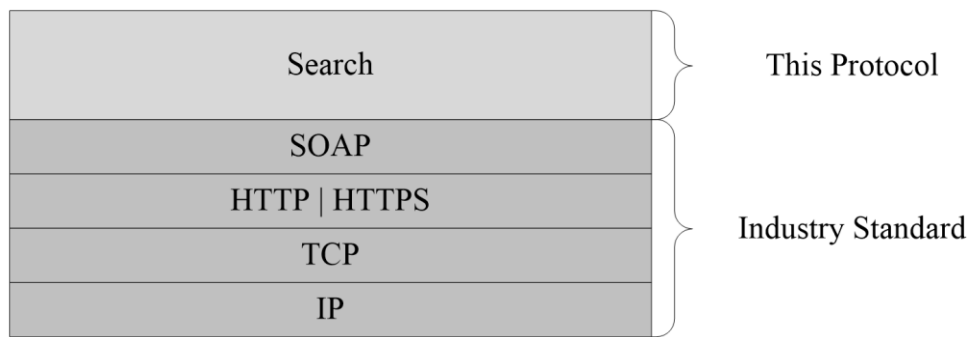 Search
This Protocol
SOAP
HTTP | HTTPS
TCP
IP
Industry Standard